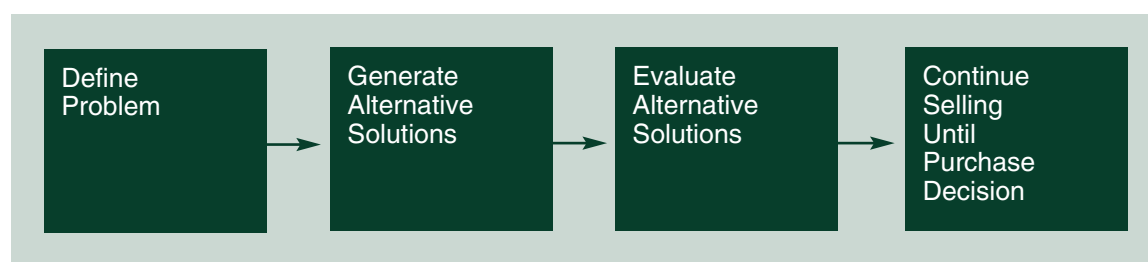 Define
Problem
Generate
Alternative
Solutions
Evaluate
Alternative
Solutions
Continue
Selling
Until
Purchase
Decision